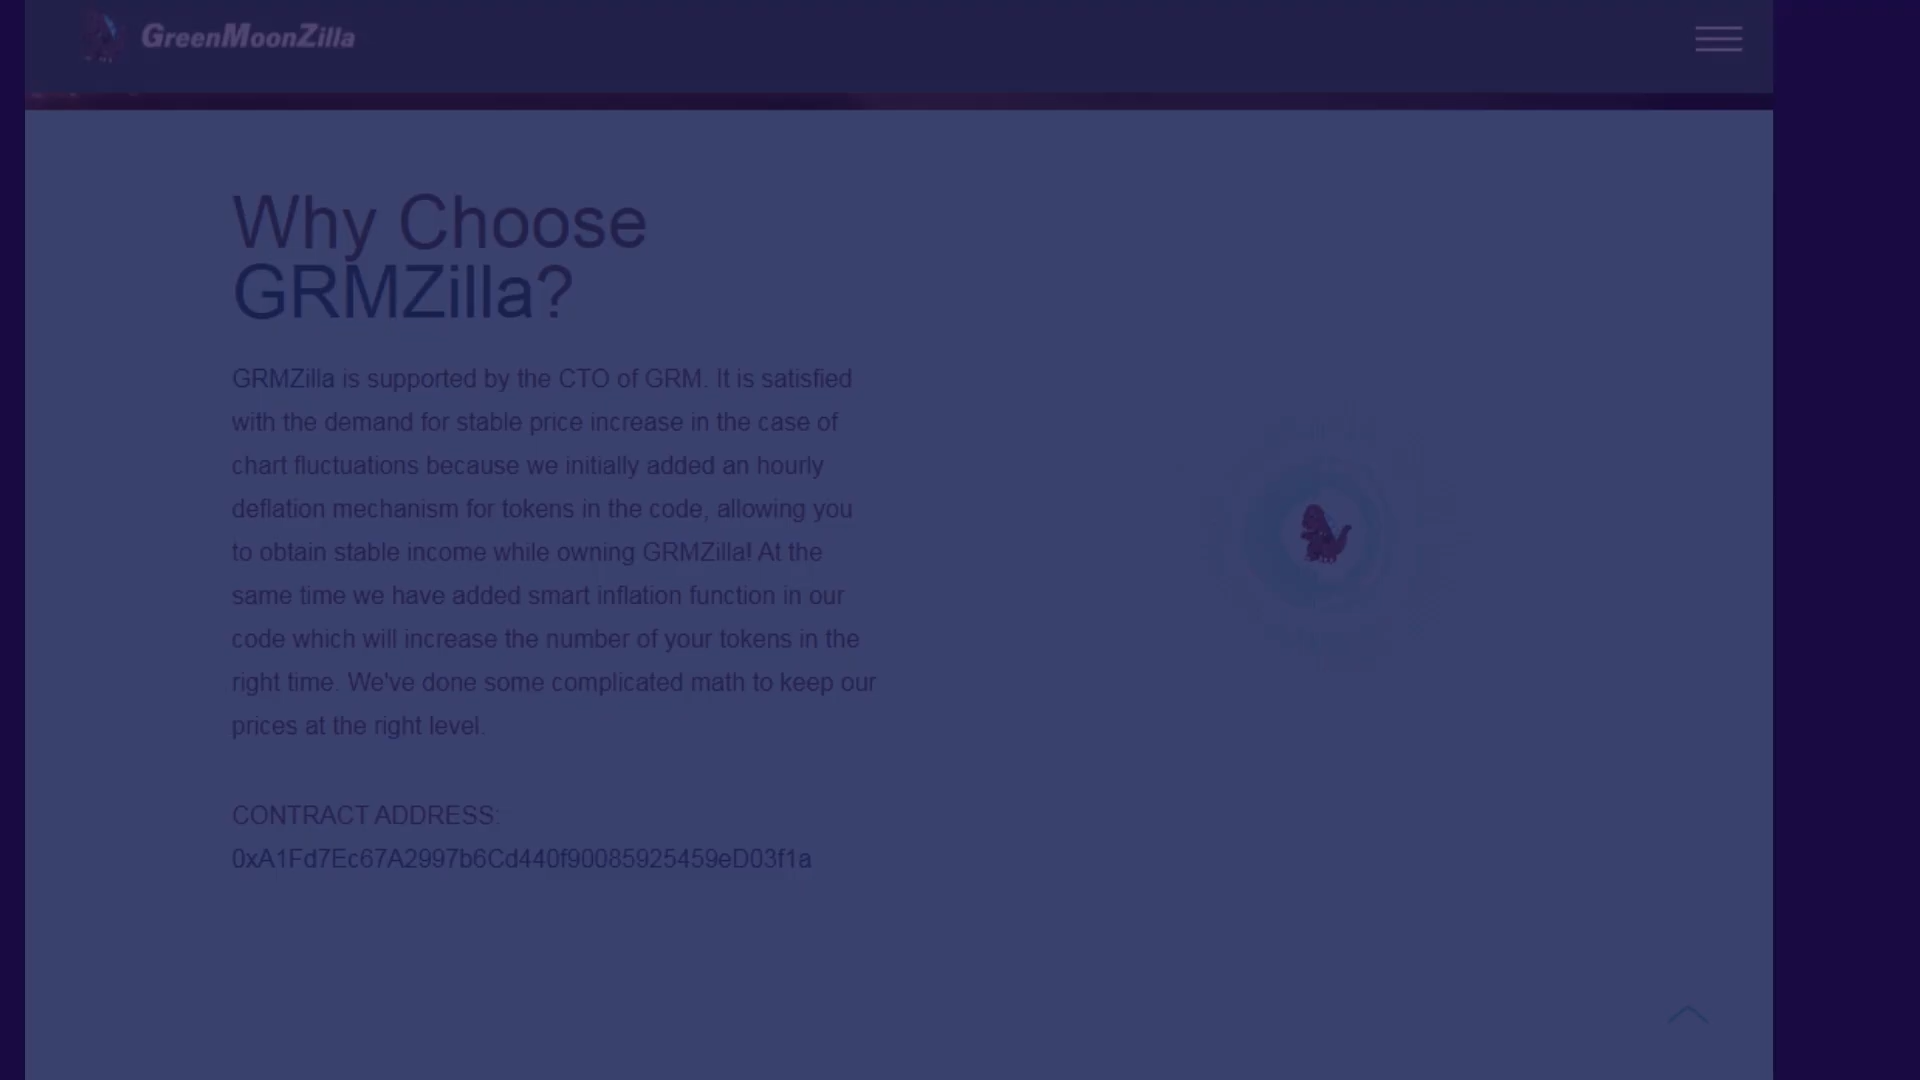 GreenMoonZilla
Why Choose
GRMZilla?
GRMZilla is supported by the CTO of GRM. It is satisfied
with the demand for stable price increase in the case of
chart fluctuations because we initially added an hourly
deflation mechanism for tokens in the code, allowing you
to obtain stable income while owning GRMZilla! At the
same time we have added smart inflation function in our
code which will increase the number of your tokens in the
right time. We've done some complicated math to keep our
prices at the right level.
CONTRACT ADDRESS:
0xA1Fd7Ec67A2997b6Cd440f90085925459eD03f1a